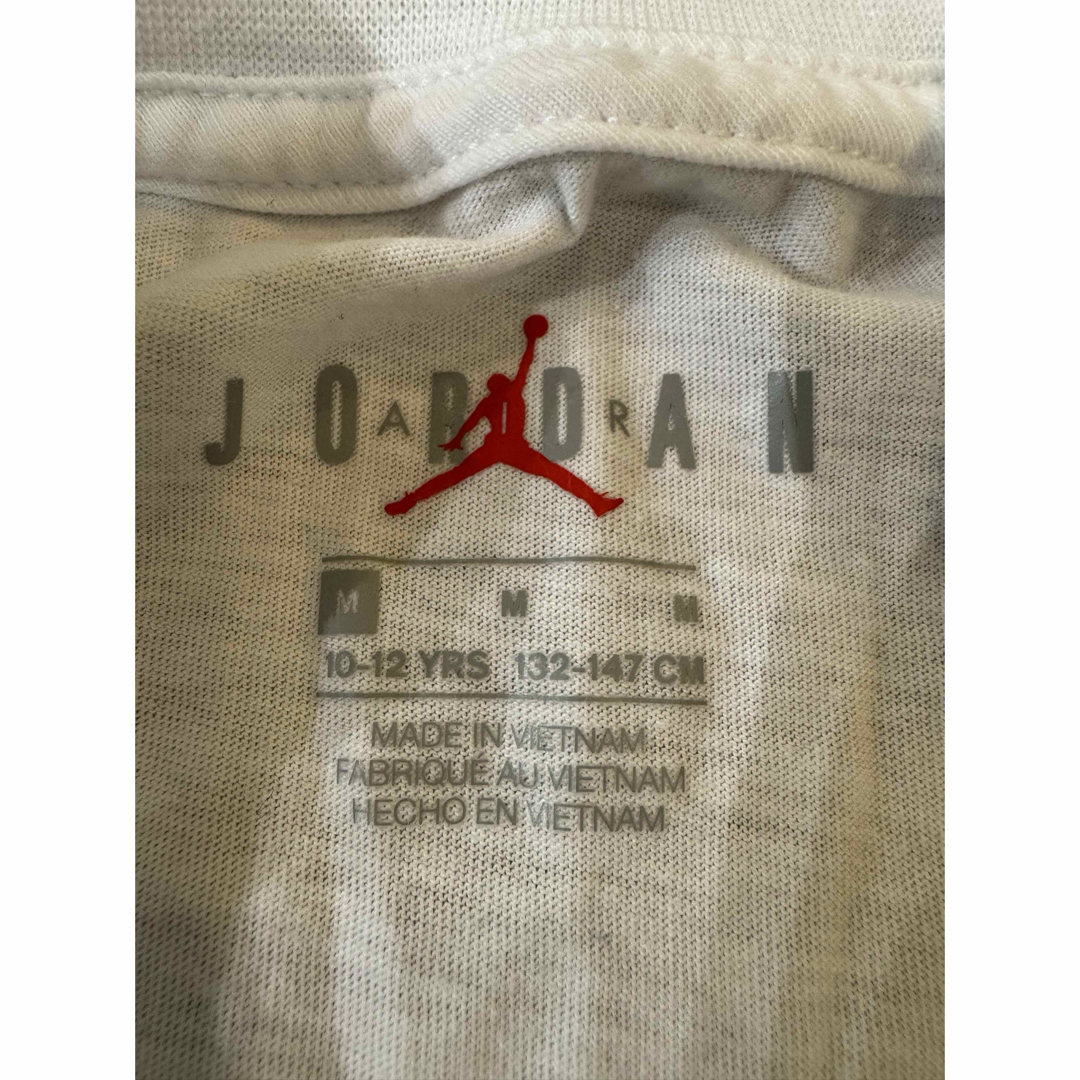 JORDAN
AIR
M M M
10-12 YRS 132-147 CM
MADE IN VIETNAM
FABRIQUÉ AU VIETNAM
HECHO EN VIETNAM